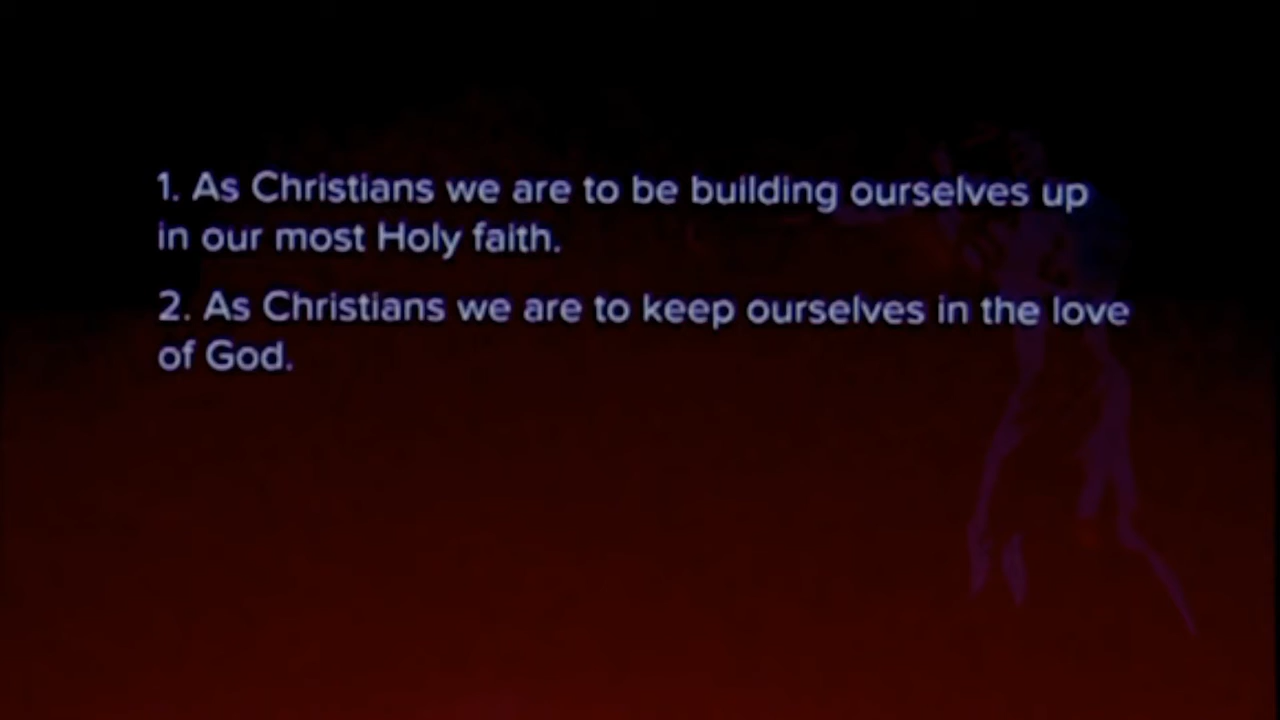 1. As Christians we are to be building ourselves up
in our most Holy faith.
2. As Christians we are to keep ourselves in the love
of God.